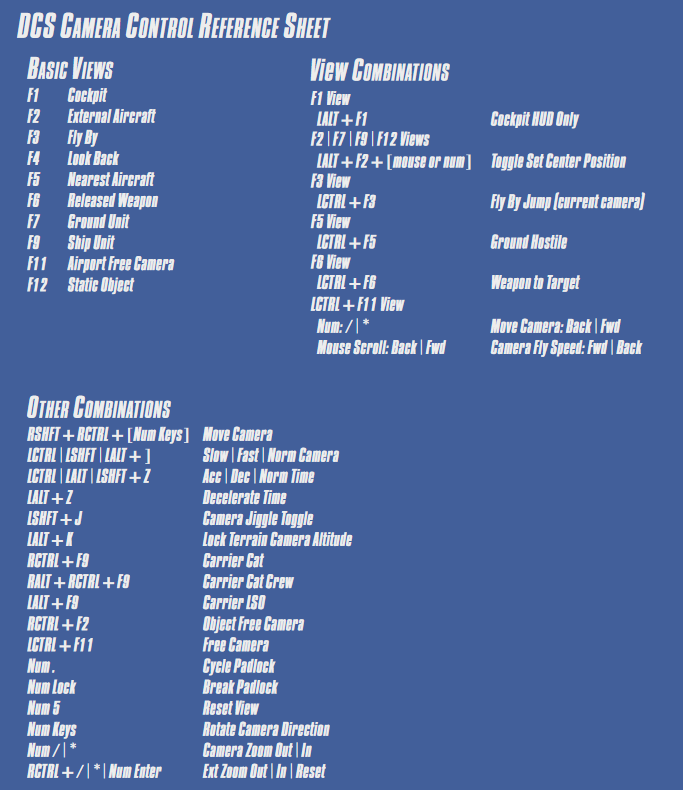 DCS Camera Control Reference Sheet
Basic Views
F1 Cockpit
F2 External Aircraft
F3 Fly By
F4 Look Back
F5 Nearest Aircraft
F6 Released Weapon
F7 Ground Unit
F9 Ship Unit
F11 Airport Free Camera
F12 Static Object
View Combinations
F1 View
LALT + F1 Cockpit HUD Only
F2 | F7 | F9 | F12 Views
LALT + F2 + [mouse or num] Toggle Set Center Position
F3 View
LCTRL + F3 Fly By Jump (current camera)
F5 View
LCTRL + F5 Ground Hostile
F6 View
LCTRL + F6 Weapon to Target
LCTRL + F11 View
Num: / | * Move Camera: Back | Fwd
Mouse Scroll: Back | Fwd Camera Fly Speed: Fwd | Back
Other Combinations
RSHFT + RCTRL + [Num Keys] Move Camera
LCTRL | LSHFT | LALT + ] Slow | Fast | Norm Camera
LCTRL | LALT | LSHFT + Z Acc | Dec | Norm Time
LALT + Z Decelerate Time
LSHFT + J Camera Jiggle Toggle
LALT + K Lock Terrain Camera Altitude
RCTRL + F9 Carrier Cat
RALT + RCTRL + F9 Carrier Cat Crew
LALT + F9 Carrier LSO
RCTRL + F2 Object Free Camera
LCTRL + F11 Free Camera
Num . Cycle Padlock
Num Lock Break Padlock
Num 5 Reset View
Num Keys Rotate Camera Direction
Num / | * Camera Zoom Out | In
RCTRL + / | * | Num Enter Ext Zoom Out | In | Reset